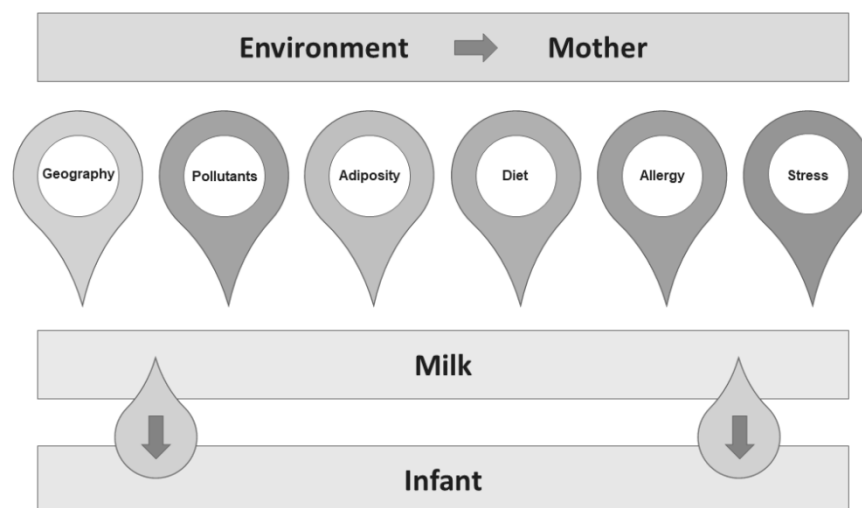 Environment Mother
Geography
Pollutants
Adiposity
Diet
Allergy
Stress
Milk
Infant